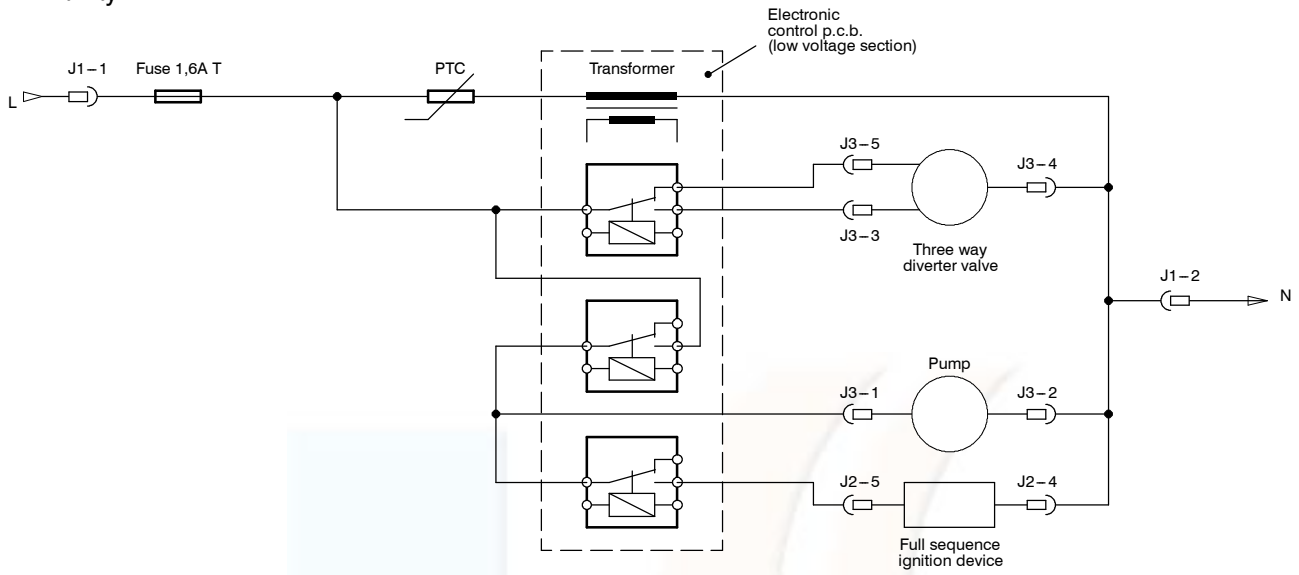 Electronic
control p.c.b.
(low voltage section)
J1-1
Fuse 1,6A T
PTC
Transformer
L
J3-5
J3-4
J3-3
Three way
diverter valve
J1-2
N
Pump
J3-1
J3-2
J2-5
J2-4
Full sequence
ignition device